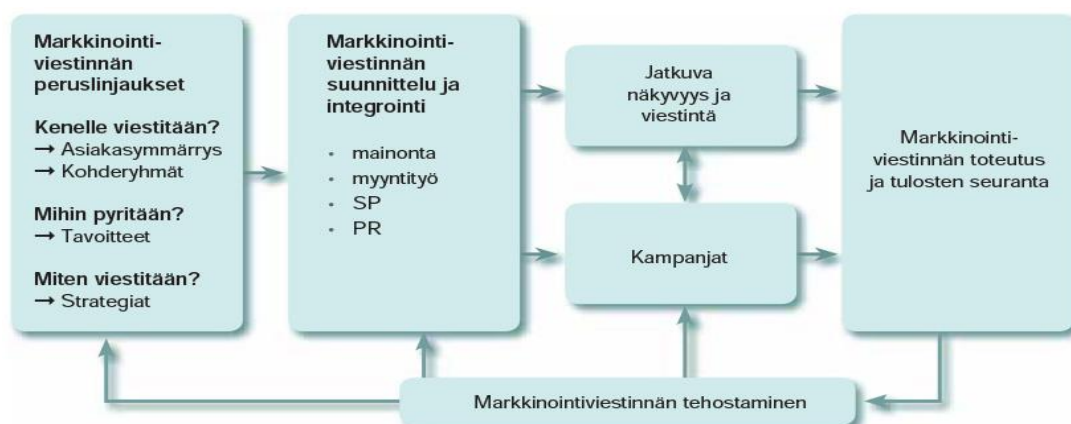 Markkinointi-
viestinnän
peruslinjaukset
Kenelle viestitään?
→ Asiakasymmärrys
→ Kohderyhmät
Mihin pyritään?
→ Tavoitteet
Miten viestitään?
→ Strategiat
Markkinointi-
viestinnän
suunnittelu ja
integrointi
• mainonta
• myyntityö
• SP
• PR
Jatkuva
näkyvyys ja
viestintä
Kampanjat
Markkinointi-
viestinnän toteutus
ja tulosten seuranta
Markkinointiviestinnän tehostaminen